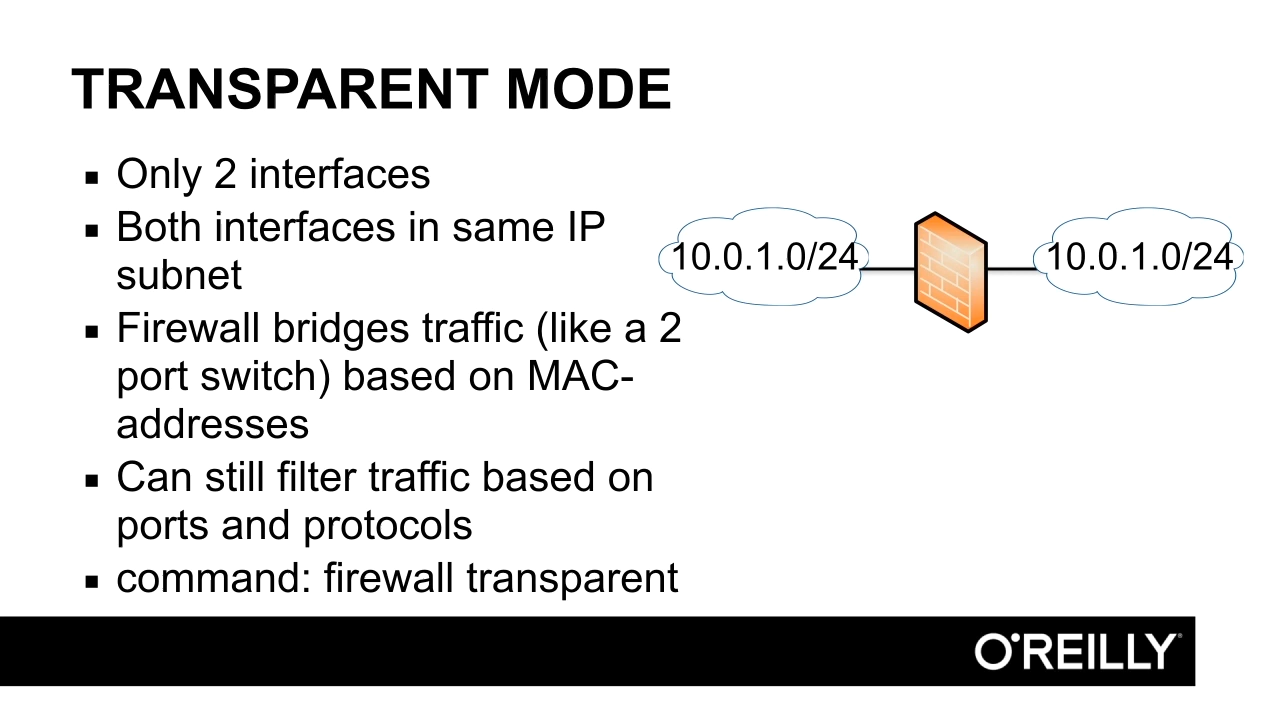 TRANSPARENT MODE
▪ Only 2 interfaces
▪ Both interfaces in same IP
subnet
▪ Firewall bridges traffic (like a 2
port switch) based on MAC-
addresses
▪ Can still filter traffic based on
ports and protocols
▪ command: firewall transparent
10.0.1.0/24
10.0.1.0/24
O'REILLY®